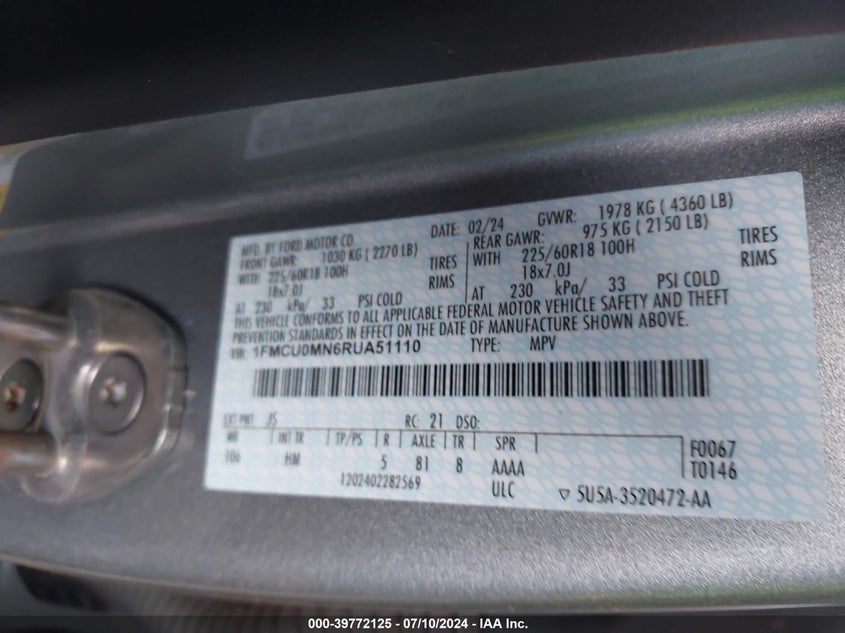 MFD. BY FORD MOTOR CO. DATE: 02/24 GVWR: 1978 KG ( 4360 LB)
FRONT GAWR: 1030 KG ( 2270 LB) REAR GAWR: 975 KG ( 2150 LB)
WITH 225/60R18 100H TIRES WITH 225/60R18 100H TIRES
18x7.0J RIMS 18x7.0J RIMS
AT 230 kPa/ 33 PSI COLD AT 230 kPa/ 33 PSI COLD
THIS VEHICLE CONFORMS TO ALL APPLICABLE FEDERAL MOTOR VEHICLE SAFETY AND THEFT
PREVENTION STANDARDS IN EFFECT ON THE DATE OF MANUFACTURE SHOWN ABOVE.
VIN: 1FMCU0MN6RUA51110 TYPE: MPV
EXT PNT: JS RC: 21 DSO:
WB INT TR TP/PS R AXLE TR SPR F0067
106 HM 5 81 8 AAAA T0146
1202402282569 ULC ▽ 5U5A-3520472-AA
000-39772125 - 07/10/2024 - IAA Inc.